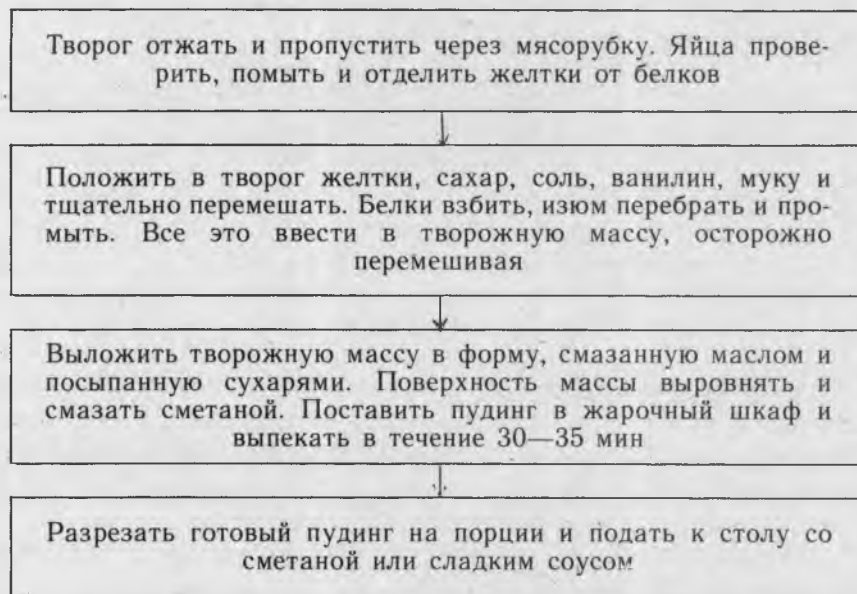 Творог отжать и пропустить через мясорубку. Яйца прове-
рить, помыть и отделить желтки от белков
Положить в творог желтки, сахар, соль, ванилин, муку и
тщательно перемешать. Белки взбить, изюм перебрать и про-
мыть. Все это ввести в творожную массу, осторожно
перемешивая
Выложить творожную массу в форму, смазанную маслом и
посыпанную сухарями. Поверхность массы выровнять и
смазать сметаной. Поставить пудинг в жарочный шкаф и
выпекать в течение 30—35 мин
Разрезать готовый пудинг на порции и подать к столу со
сметаной или сладким соусом